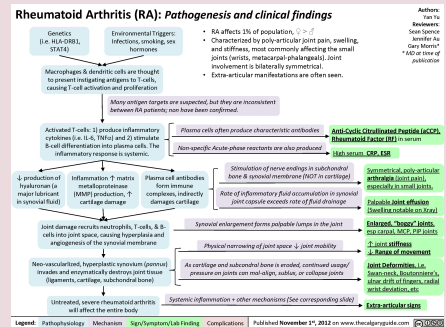 Rheumatoid Arthritis (RA): Pathogenesis and clinical findings
Authors:
Yan Yu
Reviewers:
Sean Spence
Jennifer Au
Gary Morris*
* MD at time of
publication
Genetics
(i.e. HLA-DRB1,
STAT4)
Environmental Triggers:
Infections, smoking, sex
hormones
• RA affects 1% of population, ♀ > ♂
• Characterized by poly-articular joint pain, swelling,
and stiffness, most commonly affecting the small
joints (wrists, metacarpal-phalangeals). Joint
involvement is bilaterally symmetrical.
• Extra-articular manifestations are often seen.
Macrophages & dendritic cells are thought
to present instigating antigens to T-cells,
causing T-cell activation and proliferation
Many antigen targets are suspected, but they are inconsistent
between RA patients; non have been confirmed.
Activated T-cells: 1) produce inflammatory
cytokines (i.e. IL-6, TNFα) and 2) stimulate
B-cell differentiation into plasma cells. The
inflammatory response is systemic.
Plasma cells often produce characteristic antibodies
Anti-Cyclic Citrullinated Peptide (aCCP),
Rheumatoid Factor (RF) in serum
Non-specific Acute-phase reactants are also produced
High serum CRP, ESR
↓ production of
hyaluronan (a
major lubricant
in synovial fluid)
Inflammation ↑ matrix
metalloproteinase
(MMP) production, ↑
cartilage damage
Plasma cell antibodies
form immune
complexes, indirectly
damages cartilage
Stimulation of nerve endings in subchondral
bone & synovial membrane (NOT in cartilage)
Symmetrical, poly-articular
arthralgia (joint pain),
especially in small joints.
Rate of inflammatory fluid accumulation in synovial
joint capsule exceeds rate of fluid drainage
Palpable Joint effusion
(Swelling notable on Xray)
Joint damage recruits neutrophils, T-cells, & B-
cells into joint space, causing hyperplasia and
angiogenesis of the synovial membrane
Synovial enlargement forms palpable lumps in the joint
Enlarged, "boggy" joints,
esp carpal, MCP, PIP joints
Physical narrowing of joint space ↓ joint mobility
↑ joint stiffness
↓ Range of movement
Neo-vascularized, hyperplastic synovium (pannus)
invades and enzymatically destroys joint tissue
(ligaments, cartilage, subchondral bone)
As cartilage and subchondral bone is eroded, continued usage/
pressure on joints can mal-align, sublux, or collapse joints
Joint Deformities, i.e.
Swan-neck, Boutonniere's,
ulnar drift of fingers, radial
wrist deviation, etc
Untreated, severe rheumatoid arthritis
will affect the entire body
Systemic inflammation + other mechanisms (See corresponding slide)
Extra-articular signs
Legend: Pathophysiology Mechanism Sign/Symptom/Lab Finding Complications Published November 1st, 2012 on www.thecalgaryguide.com